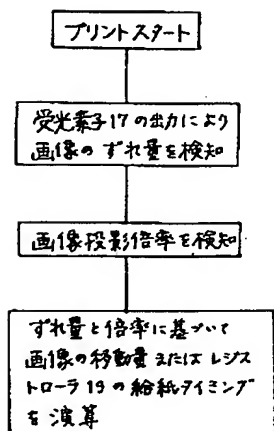 プリントスタート
受光素子17の出力により
画像のずれ量を検知
画像投影倍率を検知
ずれ量と倍率に基づいて
画像の移動量またはレジス
トローラ19の給紙タイミング
を演算